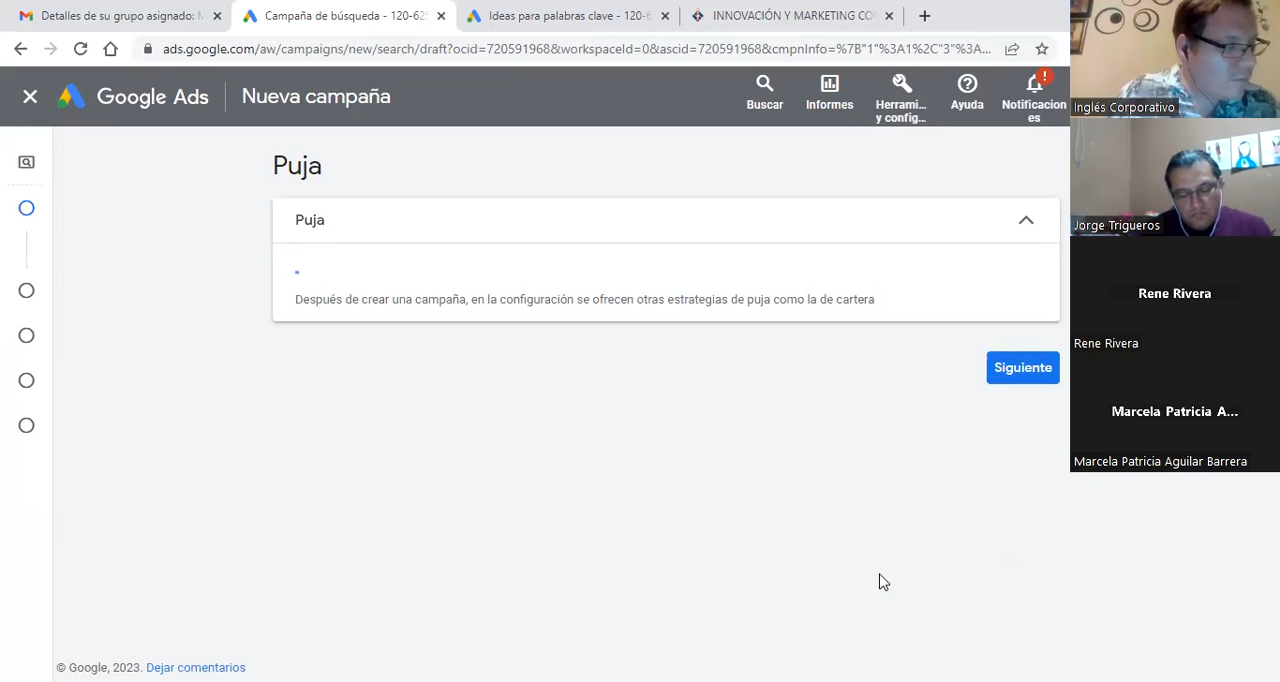 Detalles de su grupo asignado: M
Campaña de búsqueda - 120-625
Ideas para palabras clave - 120-6
INNOVACIÓN Y MARKETING CO
ads.google.com/aw/campaigns/new/search/draft?ocid=720591968&workspaceId=0&ascid=720591968&cmpnInfo=%7B"1"%3A1%2C"3"%3A...
Google Ads
Nueva campaña
Buscar
Informes
Herrami...
y config...
Ayuda
Notificacion
es
Inglés Corporativo
Puja
Puja
Jorge Trigueros
Después de crear una campaña, en la configuración se ofrecen otras estrategias de puja como la de cartera
Rene Rivera
Rene Rivera
Siguiente
Marcela Patricia A...
Marcela Patricia Aguilar Barrera
© Google, 2023. Dejar comentarios